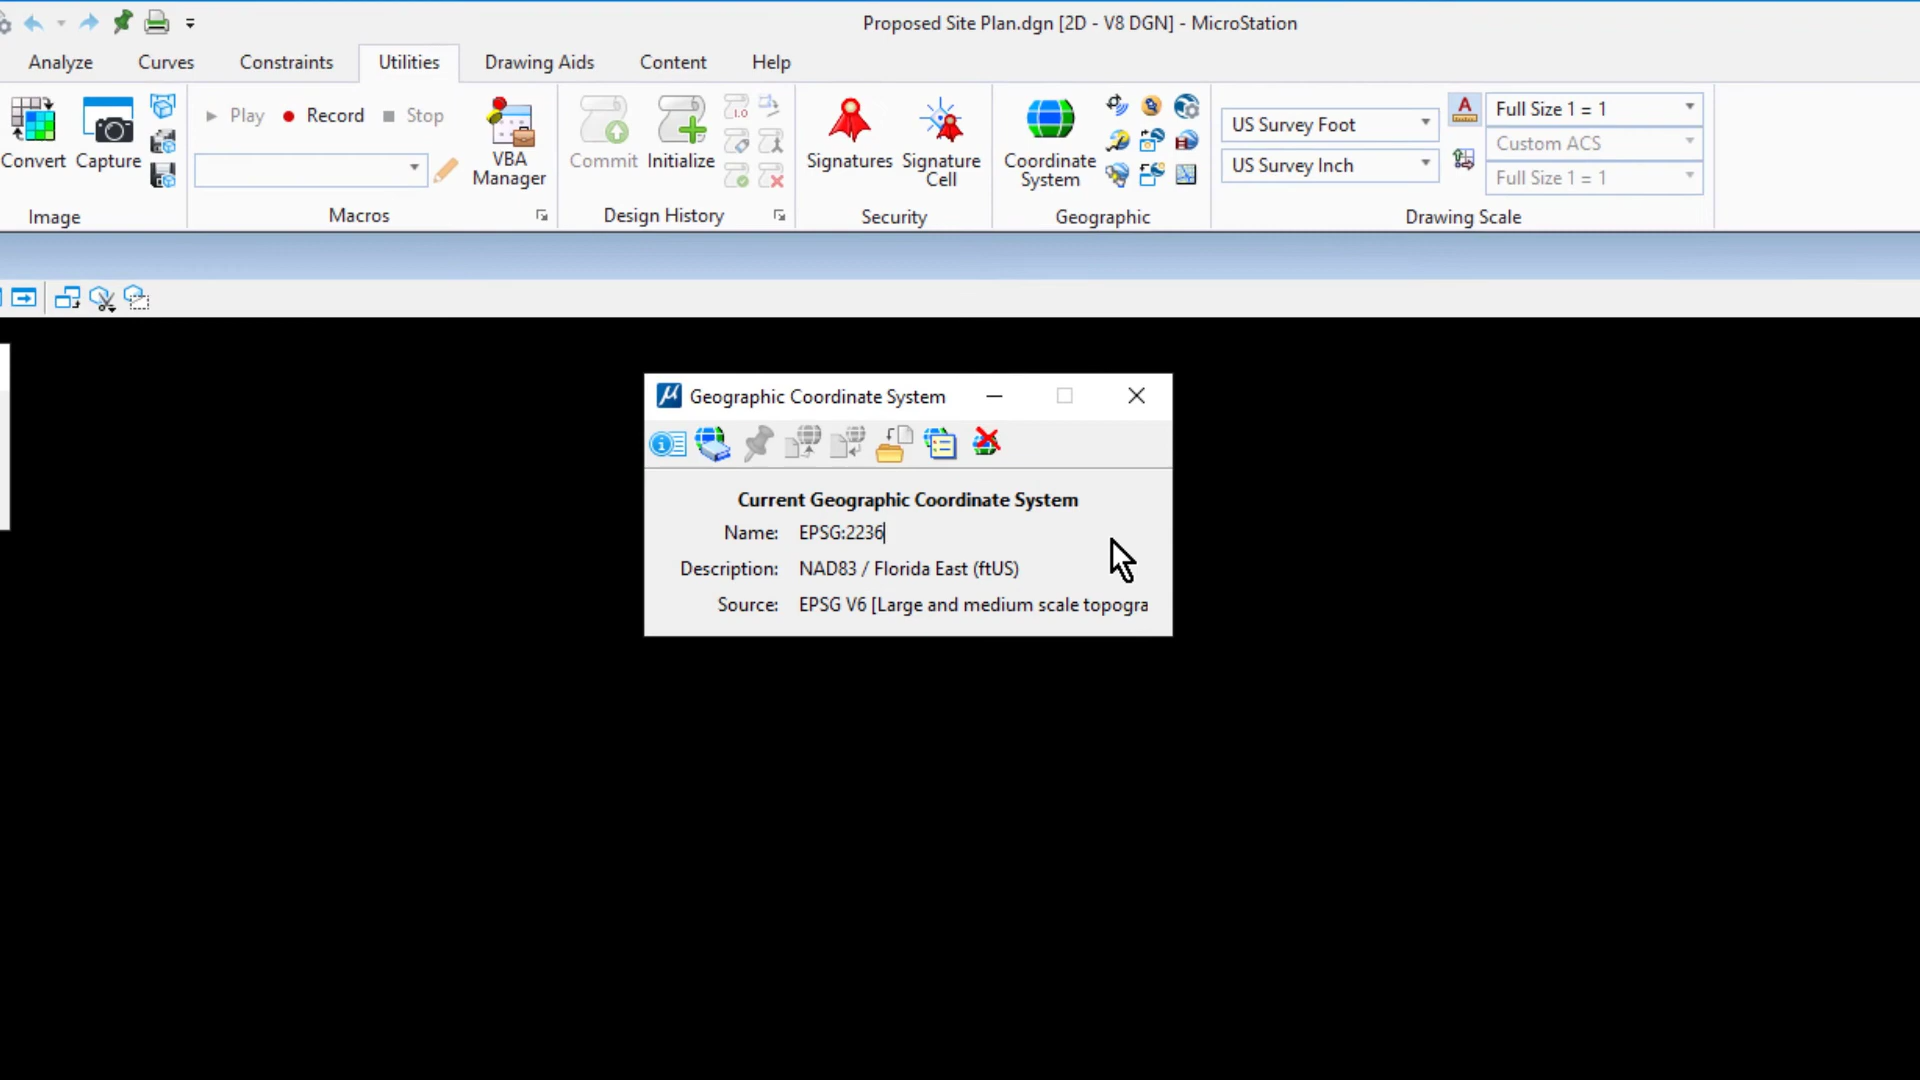 Proposed Site Plan.dgn [2D - V8 DGN] - MicroStation
Analyze Curves Constraints Utilities Drawing Aids Content Help
Convert Capture
Image
Play Record Stop
VBA Manager
Macros
Commit Initialize
1.0
Design History
Signatures Signature Cell
Security
Coordinate System
Geographic
US Survey Foot
US Survey Inch
A
Full Size 1 = 1
Custom ACS
Full Size 1 = 1
Drawing Scale
Geographic Coordinate System
Current Geographic Coordinate System
Name: EPSG:2236
Description: NAD83 / Florida East (ftUS)
Source: EPSG V6 [Large and medium scale topogra